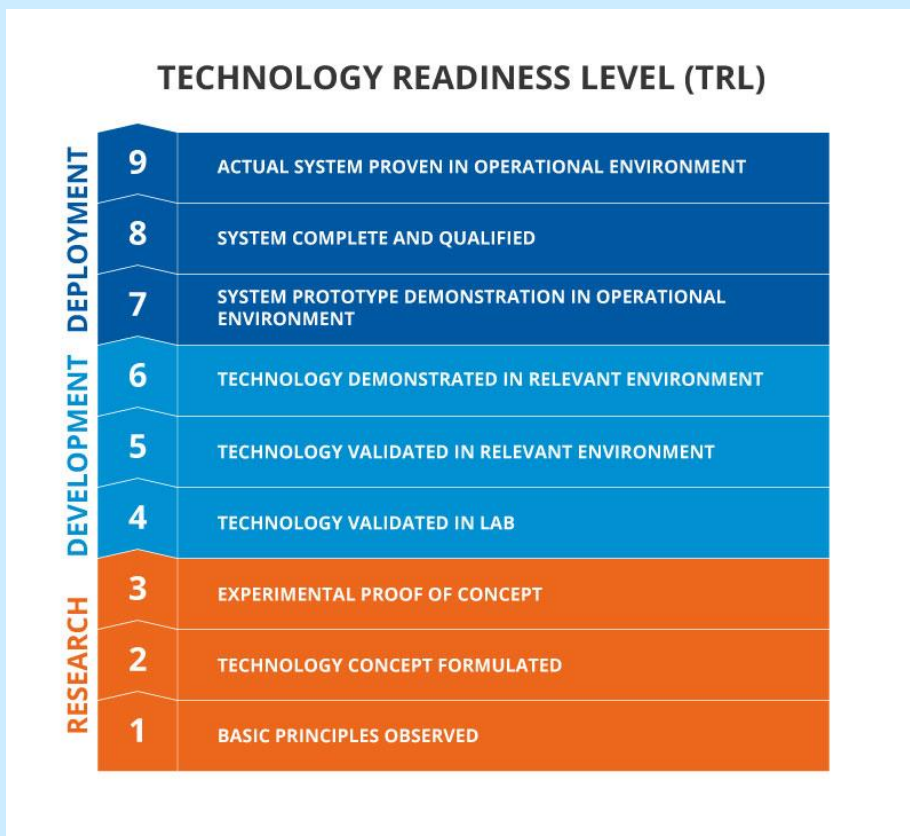 TECHNOLOGY READINESS LEVEL (TRL)
DEPLOYMENT
9
ACTUAL SYSTEM PROVEN IN OPERATIONAL ENVIRONMENT
8
SYSTEM COMPLETE AND QUALIFIED
7
SYSTEM PROTOTYPE DEMONSTRATION IN OPERATIONAL
ENVIRONMENT
DEVELOPMENT
6
TECHNOLOGY DEMONSTRATED IN RELEVANT ENVIRONMENT
5
TECHNOLOGY VALIDATED IN RELEVANT ENVIRONMENT
4
TECHNOLOGY VALIDATED IN LAB
RESEARCH
3
EXPERIMENTAL PROOF OF CONCEPT
2
TECHNOLOGY CONCEPT FORMULATED
1
BASIC PRINCIPLES OBSERVED